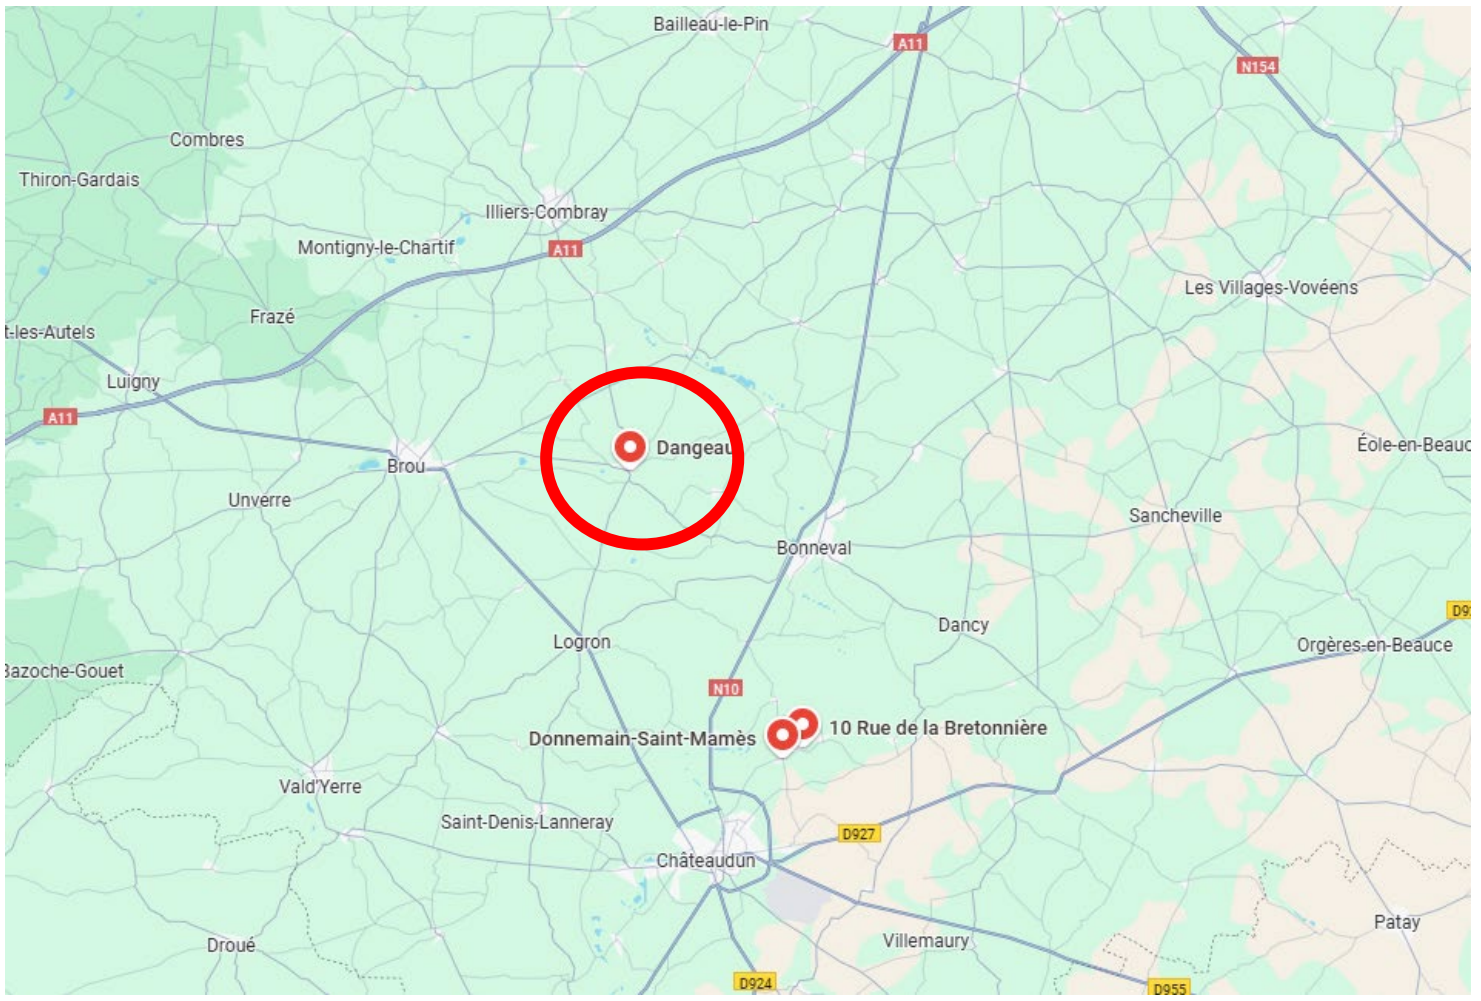 Bailleau-le-Pin
A11
N154
Combres
Thiron-Gardais
Illiers-Combray
Montigny-le-Chartif
A11
Les Villages-Vovéens
Frazé
t-les-Autels
Luigny
A11
Dangeau
Éole-en-Beauc
Brou
Unverre
Sancheville
Bonneval
D92
Dancy
Logron
Orgères-en-Beauce
Bazoche-Gouet
N10
10 Rue de la Bretonnière
Donnemain-Saint-Mamès
Vald'Yerre
Saint-Denis-Lanneray
D927
Châteaudun
Patay
Droué
Villemaury
D924
D955